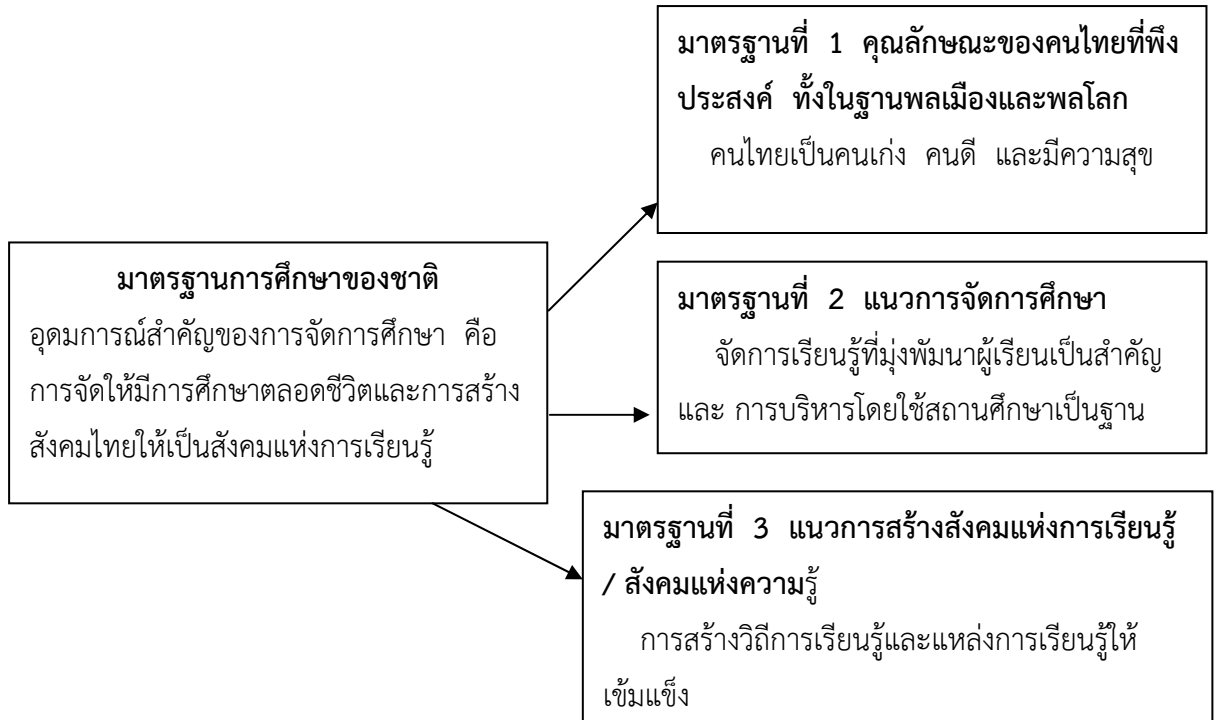 มาตรฐานที่ 1 คุณลักษณะของคนไทยที่พึง
ประสงค์ ทั้งในฐานพลเมืองและพลโลก
คนไทยเป็นคนเก่ง คนดี และมีความสุข
มาตรฐานการศึกษาของชาติ
อุดมการณ์สำคัญของการจัดการศึกษา คือ
การจัดให้มีการศึกษาตลอดชีวิตและการสร้าง
สังคมไทยให้เป็นสังคมแห่งการเรียนรู้
มาตรฐานที่ 2 แนวการจัดการศึกษา
จัดการเรียนรู้ที่มุ่งพัมนาผู้เรียนเป็นสำคัญ
และ การบริหารโดยใช้สถานศึกษาเป็นฐาน
มาตรฐานที่ 3 แนวการสร้างสังคมแห่งการเรียนรู้
/ สังคมแห่งความรู้
การสร้างวิถีการเรียนรู้และแหล่งการเรียนรู้ให้
เข้มแข็ง